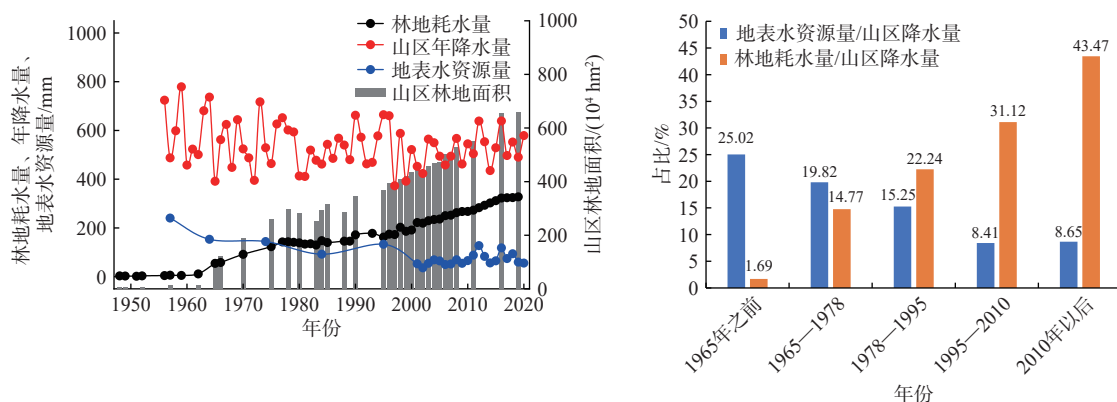 林地耗水量
山区年降水量
地表水资源量
山区林地面积
林地耗水量、年降水量、
地表水资源量/mm
1000
800
600
400
200
0
1000
800
600
400
200
0
山区林地面积/(10⁴ hm²)
1950 1960 1970 1980 1990 2000 2010 2020
年份
地表水资源量/山区降水量
林地耗水量/山区降水量
占比/%
50
45
40
35
30
25
20
15
10
5
0
25.02
1.69
19.82
14.77
15.25
22.24
8.41
31.12
8.65
43.47
1965年之前
1965—1978
1978—1995
1995—2010
2010年以后
年份